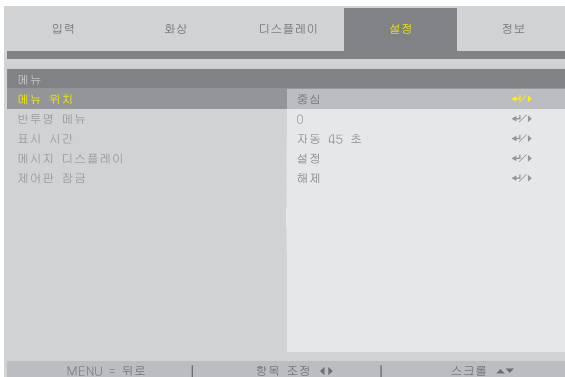 입력 화상 디스플레이 설정 정보
메뉴
메뉴 위치 중심
반투명 메뉴 0
표시 시간 자동 45 초
메시지 디스플레이 설정
제어판 잠금 해제
MENU = 뒤로 | 항목 조정 ◀▶ | 스크롤 ▲▼